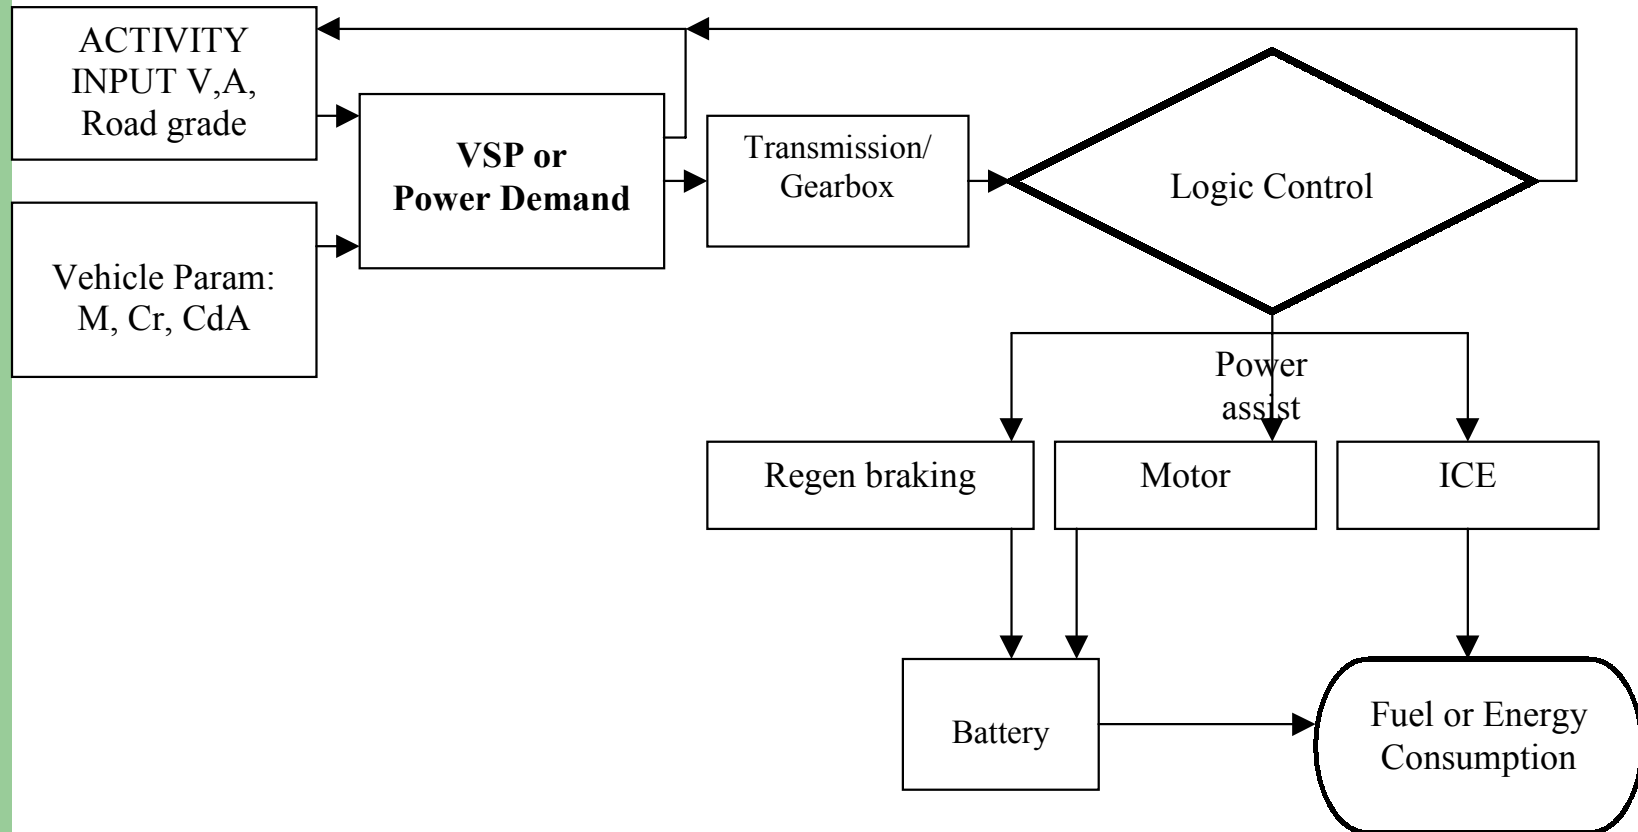 ACTIVITY
INPUT V,A,
Road grade
VSP or
Power Demand
Transmission/
Gearbox
Logic Control
Vehicle Param:
M, Cr, CdA
Power
assist
Regen braking
Motor
ICE
Battery
Fuel or Energy
Consumption